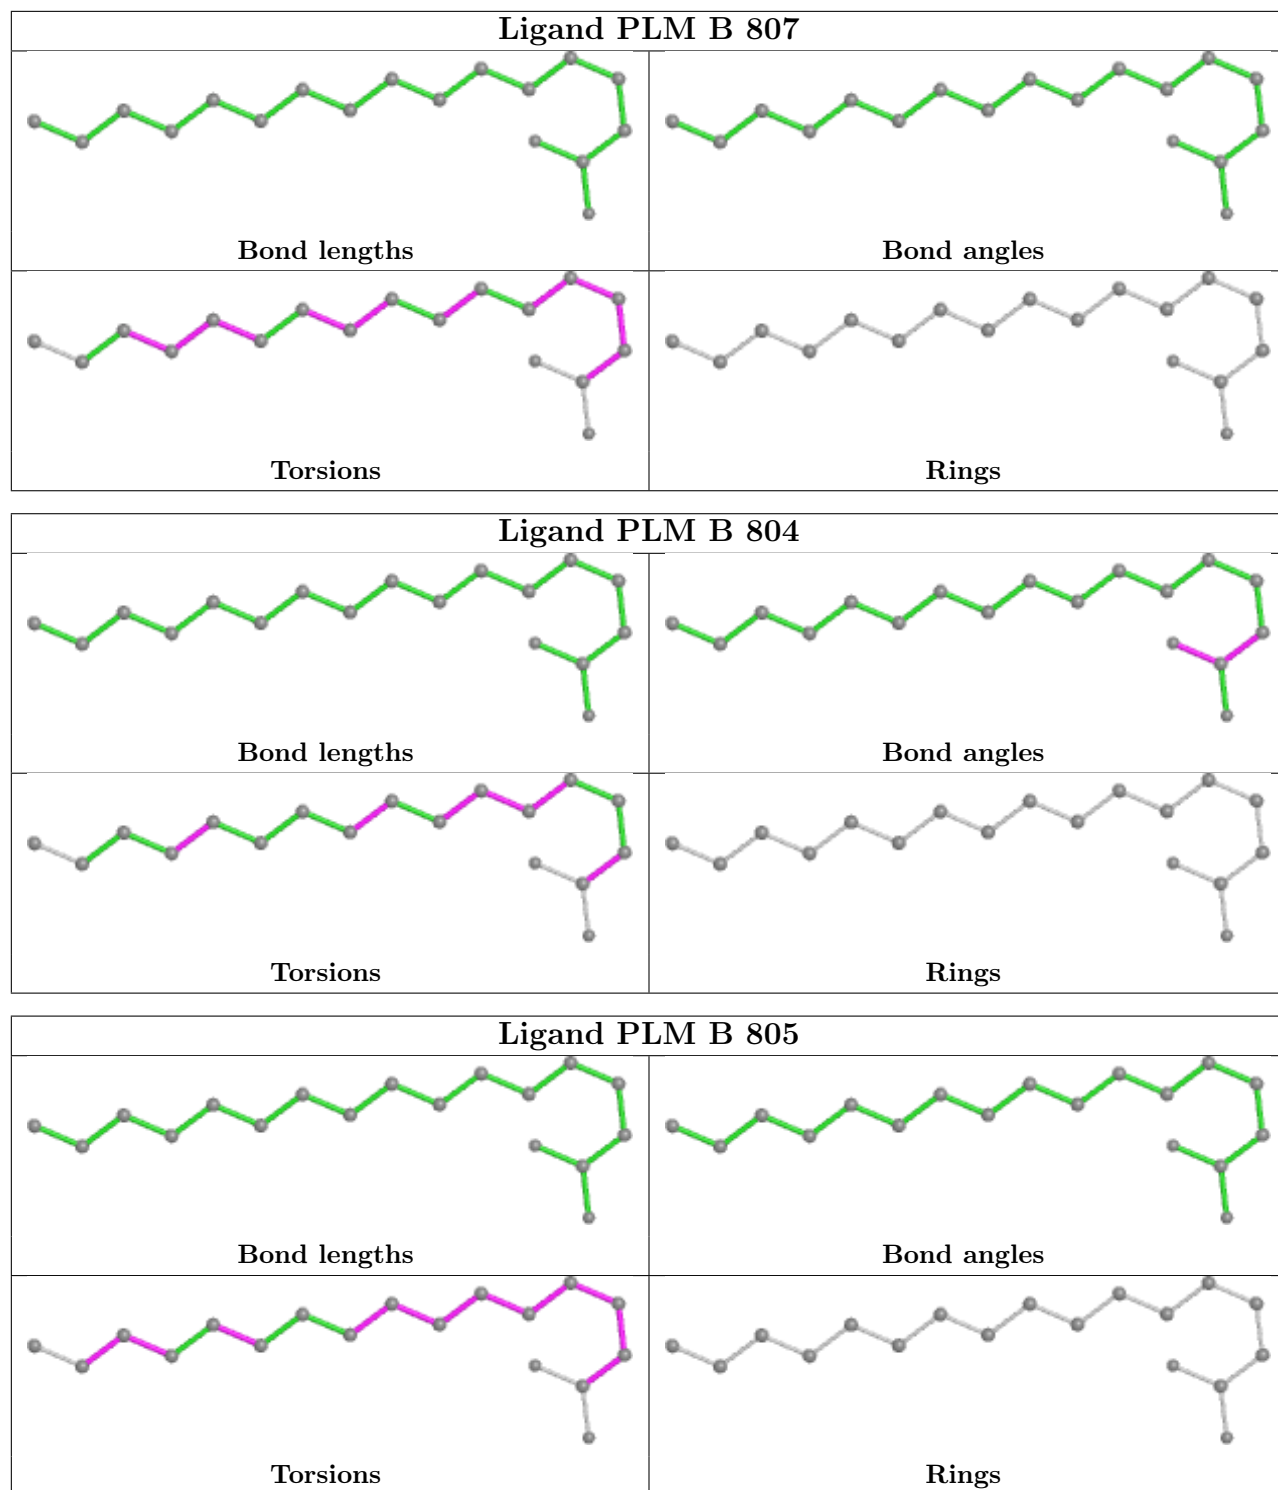 Ligand PLM B 807
Bond lengths
Bond angles
Torsions
Rings
Ligand PLM B 804
Bond lengths
Bond angles
Torsions
Rings
Ligand PLM B 805
Bond lengths
Bond angles
Torsions
Rings